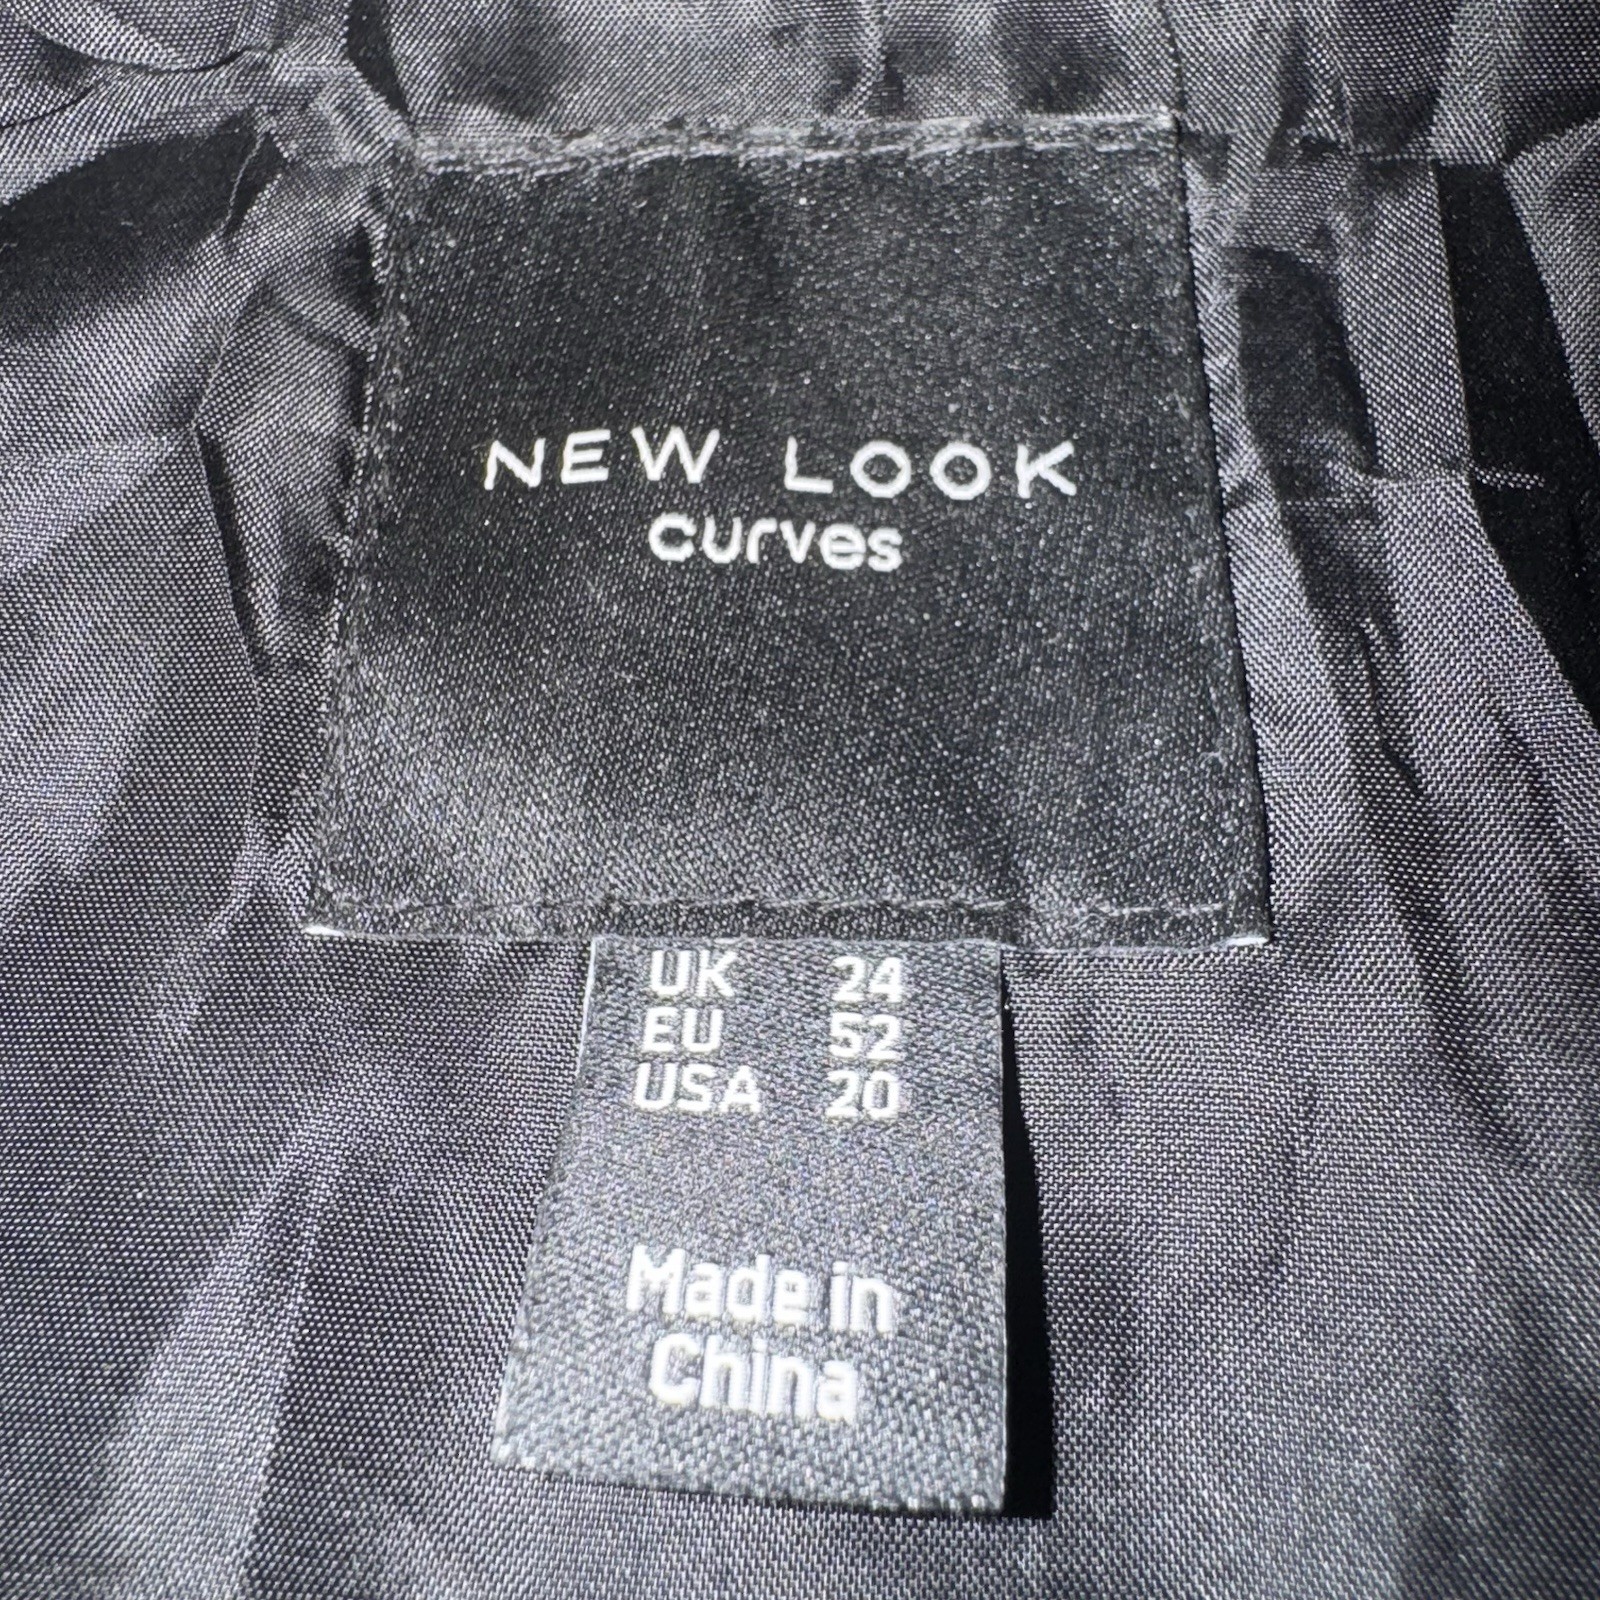 NEW LOOK
curves
UK 24
EU 52
USA 20
Made in
China